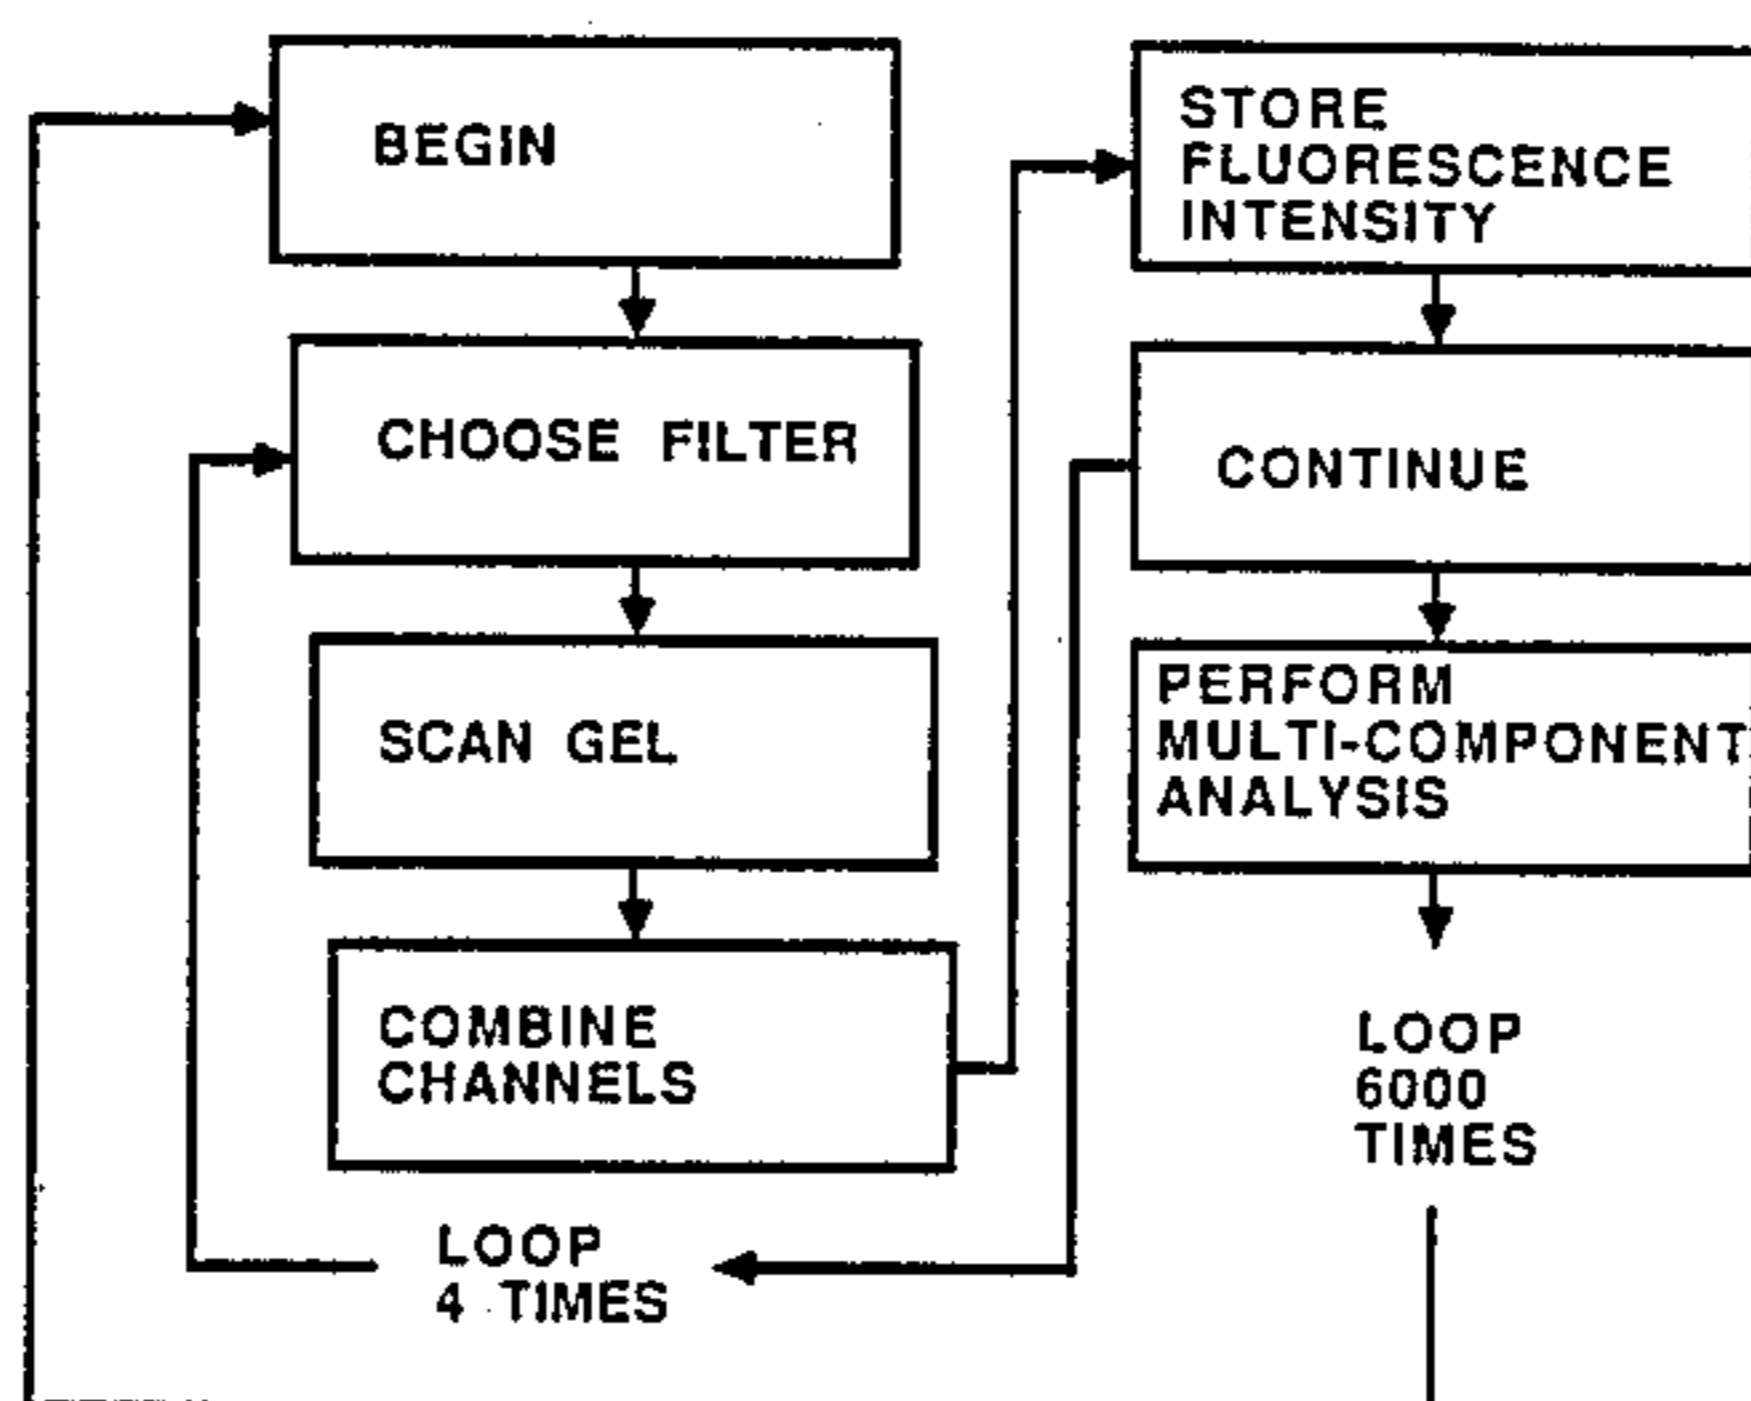 BEGIN
CHOOSE FILTER
SCAN GEL
COMBINE
CHANNELS
LOOP
4 TIMES
STORE
FLUORESCENCE
INTENSITY
CONTINUE
PERFORM
MULTI-COMPONENT
ANALYSIS
LOOP
6000
TIMES